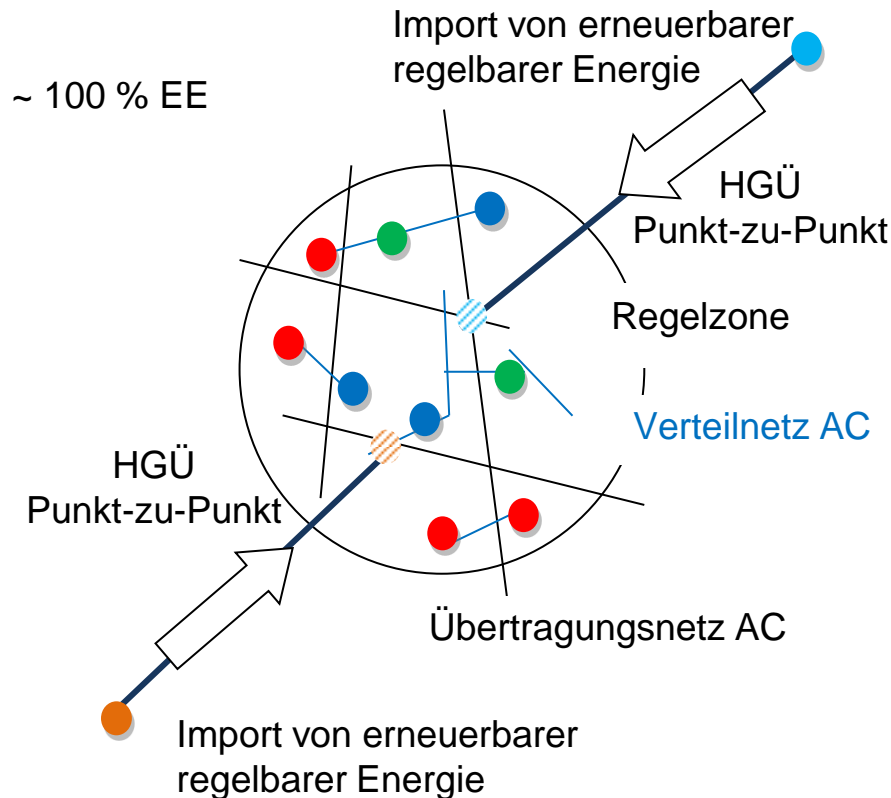 Import von erneuerbarer
regelbarer Energie
~ 100 % EE
HGÜ
Punkt-zu-Punkt
Regelzone
Verteilnetz AC
HGÜ
Punkt-zu-Punkt
Übertragungsnetz AC
Import von erneuerbarer
regelbarer Energie